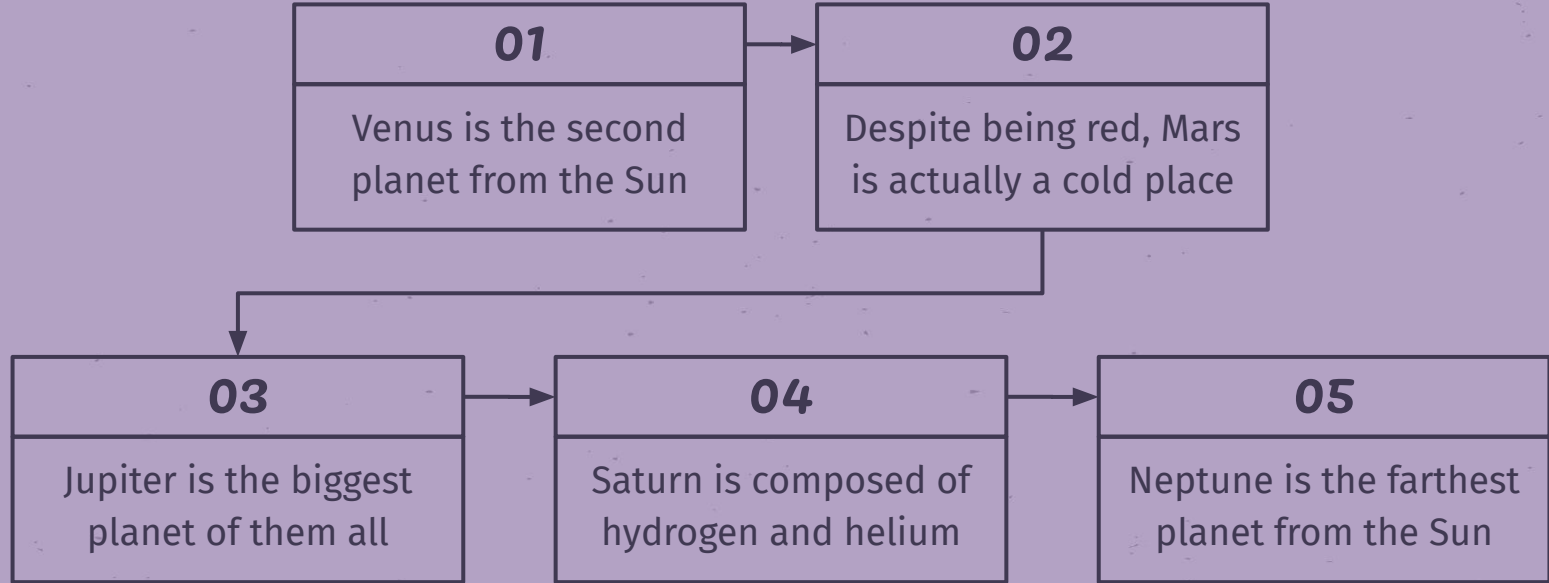 01
Venus is the second
planet from the Sun
02
Despite being red, Mars
is actually a cold place
03
Jupiter is the biggest
planet of them all
04
Saturn is composed of
hydrogen and helium
05
Neptune is the farthest
planet from the Sun